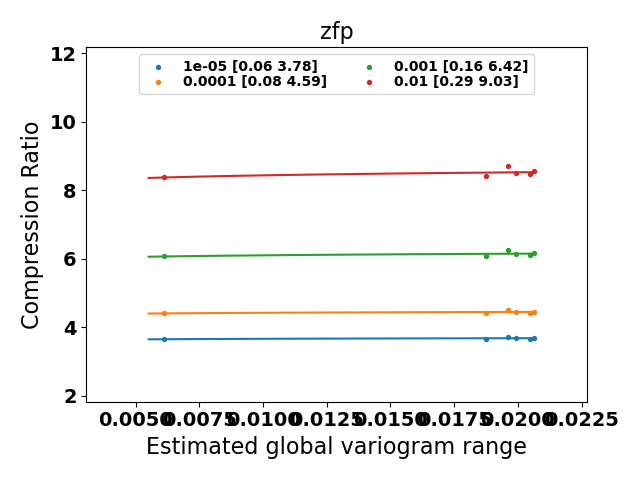 zfp
1e-05 [0.06 3.78]
0.0001 [0.08 4.59]
0.001 [0.16 6.42]
0.01 [0.29 9.03]
12
10
8
6
4
2
Compression Ratio
0.0050 0.0075 0.0100 0.0125 0.0150 0.0175 0.0200 0.0225
Estimated global variogram range